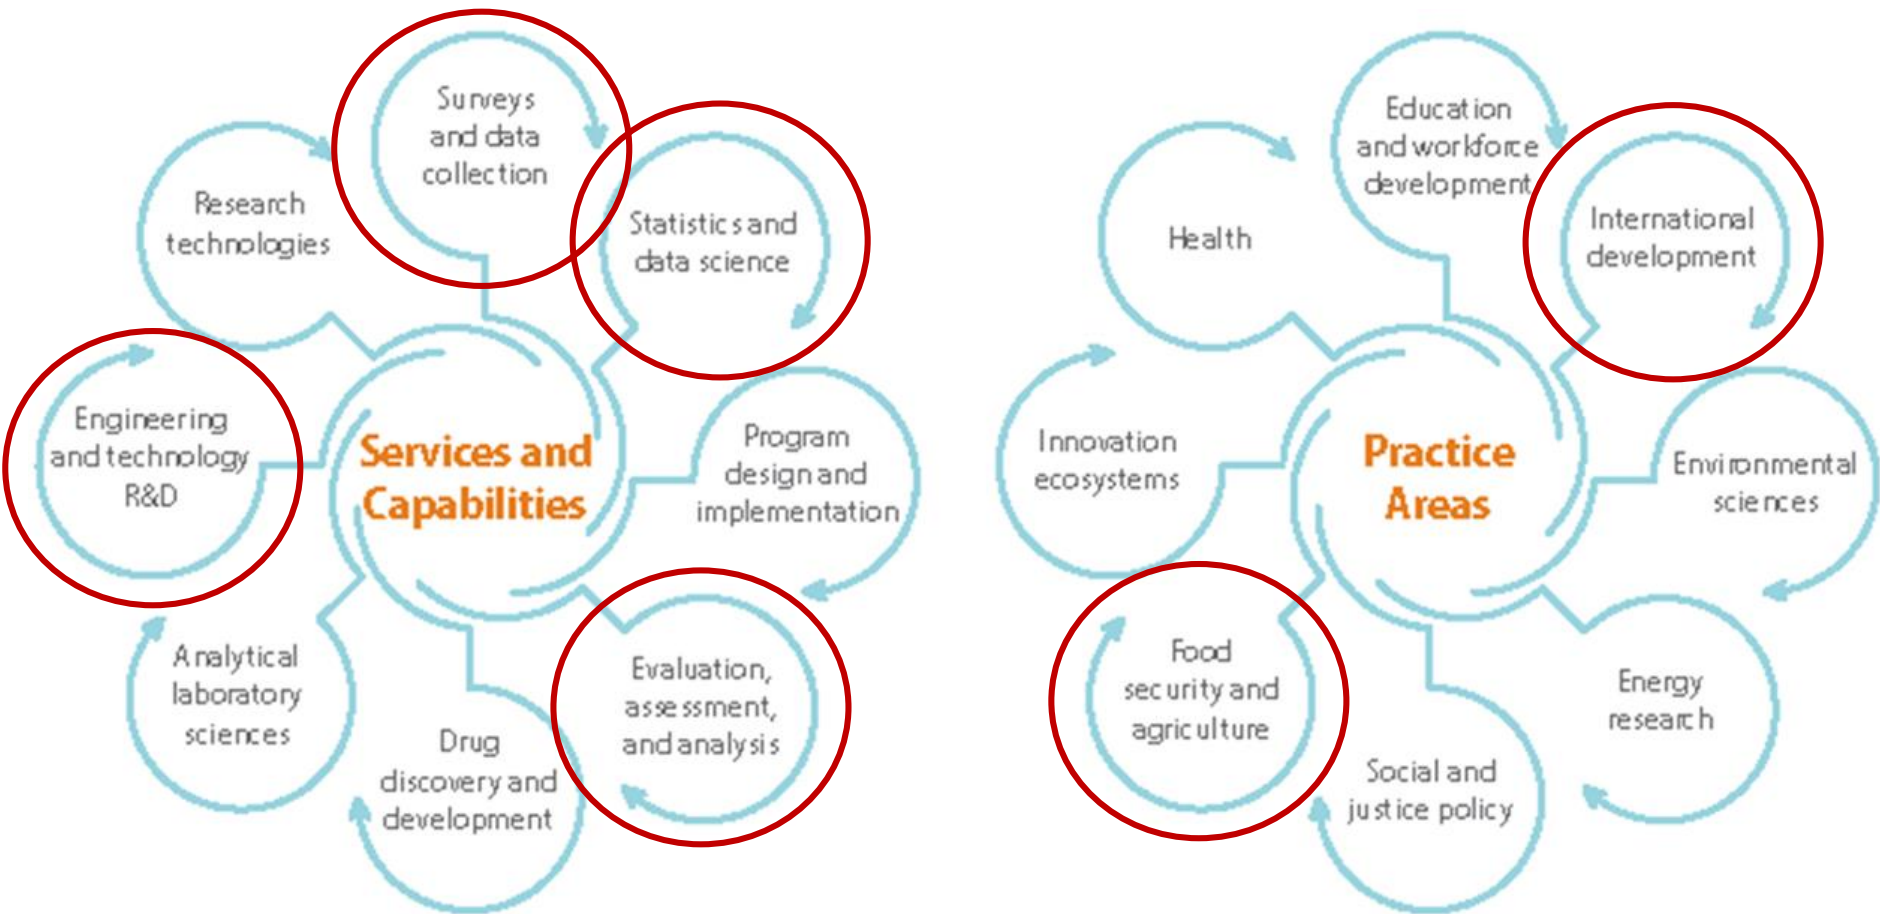 Surveys
and data
collection
Statistics and
data science
Program
design and
implementation
Evaluation,
assessment,
and analysis
Drug
discovery and
development
Analytical
laboratory
sciences
Engineering
and technology
R&D
Research
technologies
Services and
Capabilities
Education
and workforce
development
International
development
Environmental
sciences
Energy
research
Social and
justice policy
Food
security and
agriculture
Innovation
ecosystems
Health
Practice
Areas